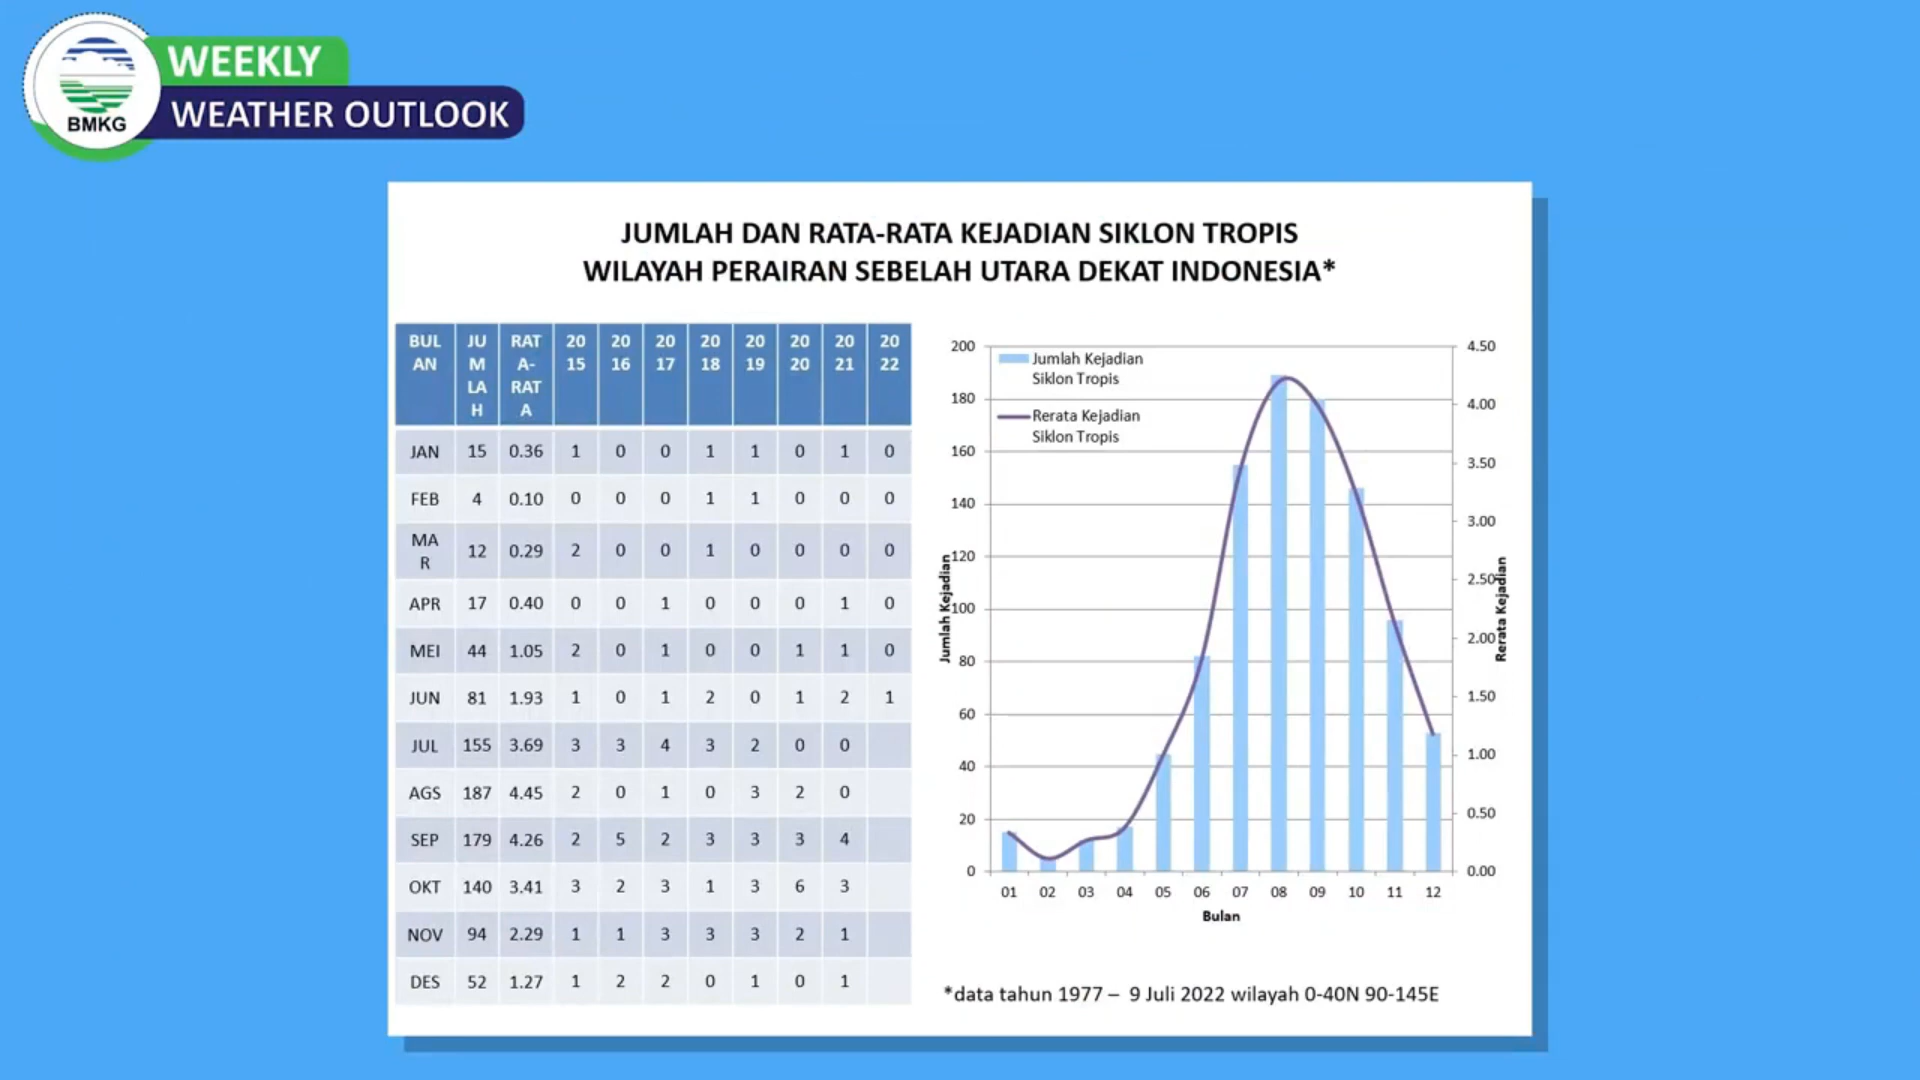 WEEKLY
WEATHER OUTLOOK
BMKG
JUMLAH DAN RATA-RATA KEJADIAN SIKLON TROPIS
WILAYAH PERAIRAN SEBELAH UTARA DEKAT INDONESIA*
BUL AN JU M LA H RAT A- RAT A 20 15 20 16 20 17 20 18 20 19 20 20 20 21 20 22
JAN 15 0.36 1 0 0 1 1 0 1 0
FEB 4 0.10 0 0 0 1 1 0 0 0
MA R 12 0.29 2 0 0 1 0 0 0 0
APR 17 0.40 0 0 1 0 0 0 1 0
MEI 44 1.05 2 0 1 0 0 1 1 0
JUN 81 1.93 1 0 1 2 0 1 2 1
JUL 155 3.69 3 3 4 3 2 0 0
AGS 187 4.45 2 0 1 0 3 2 0
SEP 179 4.26 2 5 2 3 3 3 4
OKT 140 3.41 3 2 3 1 3 6 3
NOV 94 2.29 1 1 3 3 3 2 1
DES 52 1.27 1 2 2 0 1 0 1
Jumlah Kejadian
Siklon Tropis
Rerata Kejadian
Siklon Tropis
200
180
160
140
120
100
80
60
40
20
0
Jumlah Kejadian
4.50
4.00
3.50
3.00
2.50
2.00
1.50
1.00
0.50
0.00
Rerata Kejadian
01 02 03 04 05 06 07 08 09 10 11 12
Bulan
*data tahun 1977 – 9 Juli 2022 wilayah 0-40N 90-145E